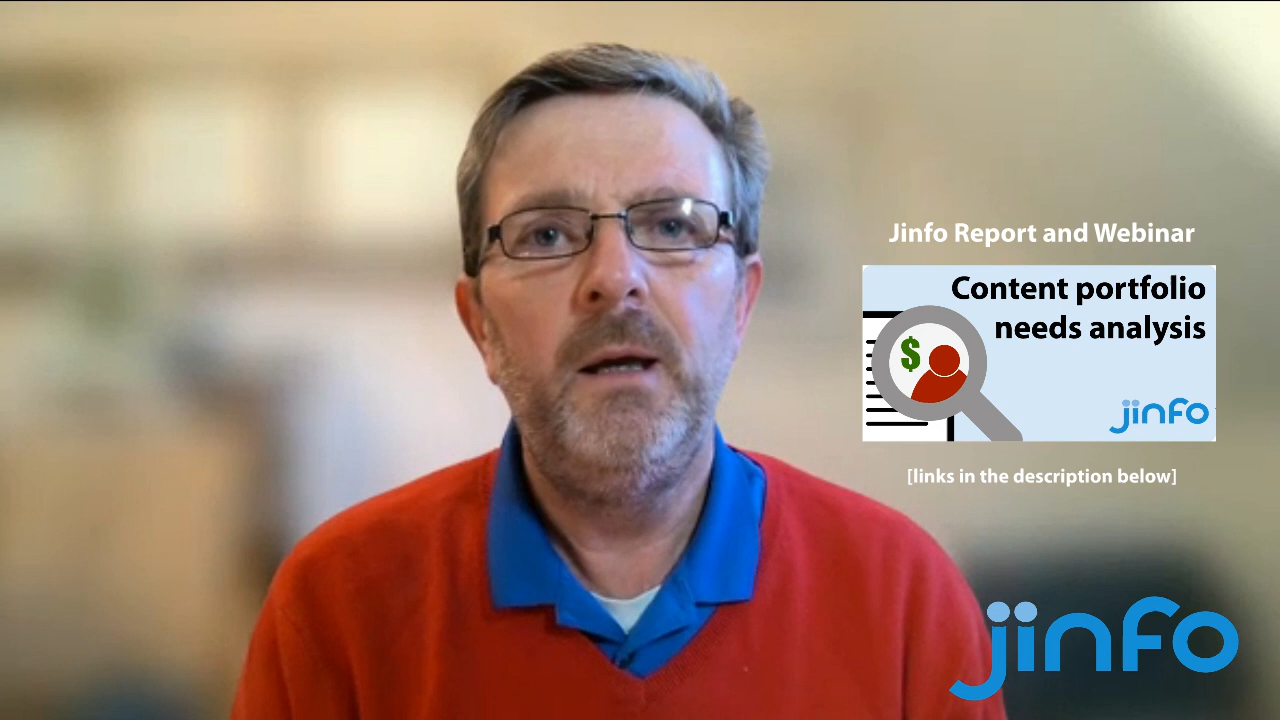 Jinfo Report and Webinar
Content portfolio
needs analysis
$
jinfo
[links in the description below]
jinfo